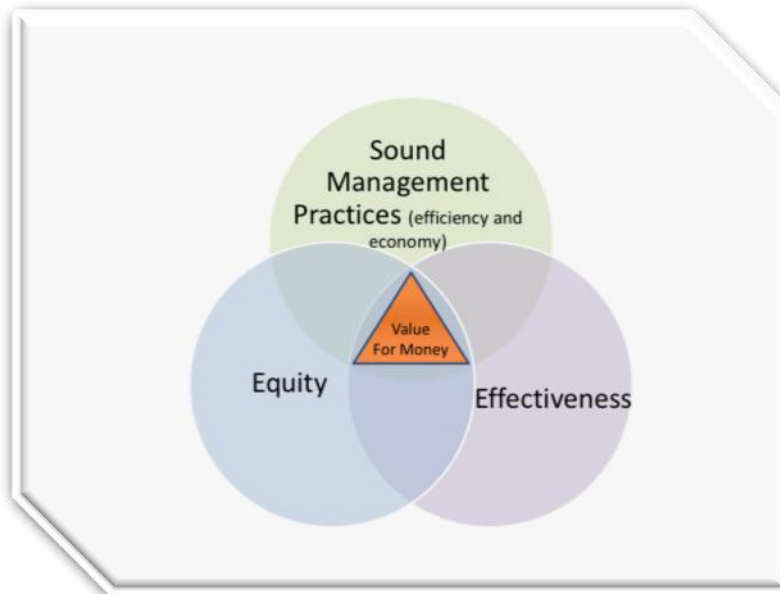 Sound
Management
Practices (efficiency and
economy)
Value
For Money
Equity
Effectiveness